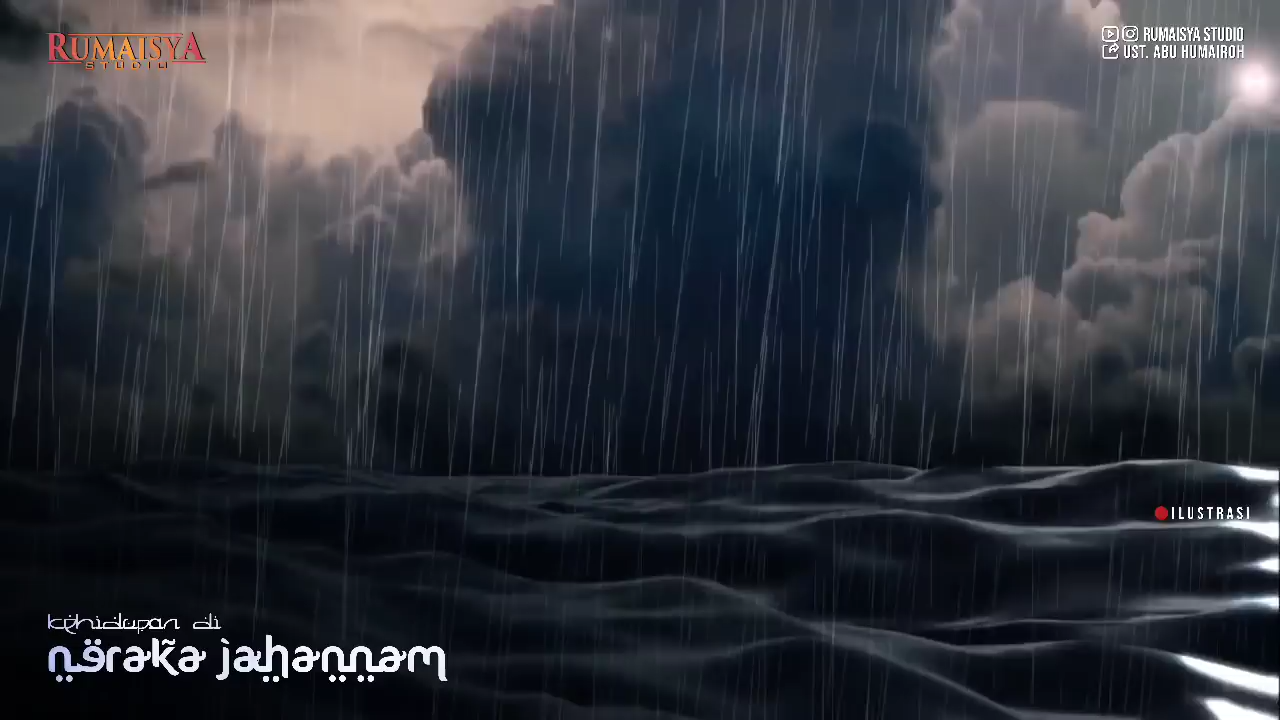 RUMAISYA
STUDIO
RUMAISYA STUDIO
UST. ABU HUMAIROH
ILUSTRASI
kehidupan di
neraka jahannam